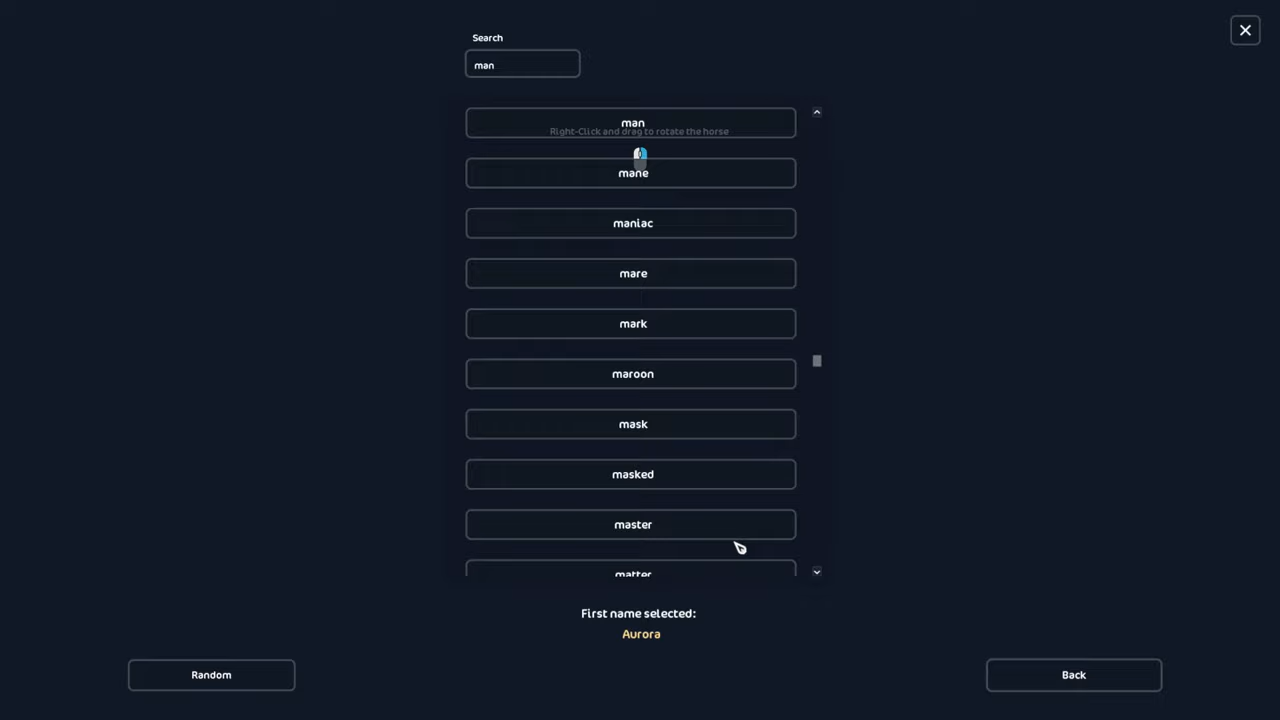 Search
man
man
Right-Click and drag to rotate the horse
mane
maniac
mare
mark
maroon
mask
masked
master
matter
First name selected:
Aurora
Random
Back